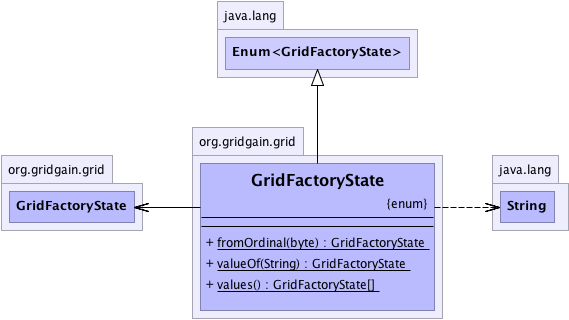 java.lang
Enum<GridFactoryState>
org.gridgain.grid
GridFactoryState
{enum}
+ fromOrdinal(byte) : GridFactoryState
+ valueOf(String) : GridFactoryState
+ values() : GridFactoryState[]
org.gridgain.grid
GridFactoryState
java.lang
String